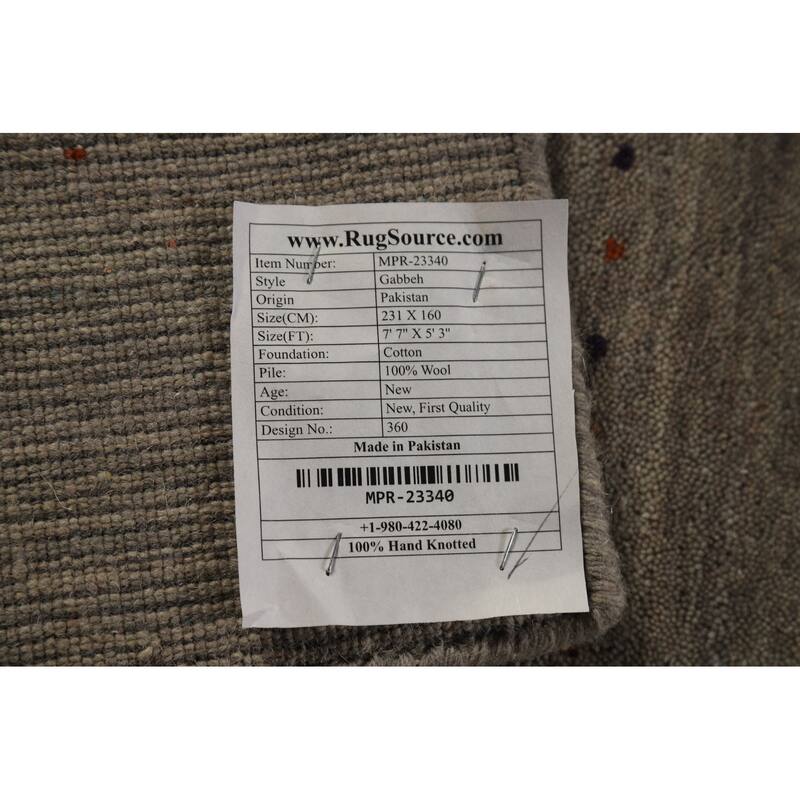 www.RugSource.com
Item Number: MPR-23340
Style Gabbeh
Origin Pakistan
Size(CM): 231 X 160
Size(FT): 7' 7" X 5' 3"
Foundation: Cotton
Pile: 100% Wool
Age: New
Condition: New, First Quality
Design No.: 360
Made in Pakistan
MPR-23340
+1-980-422-4080
100% Hand Knotted